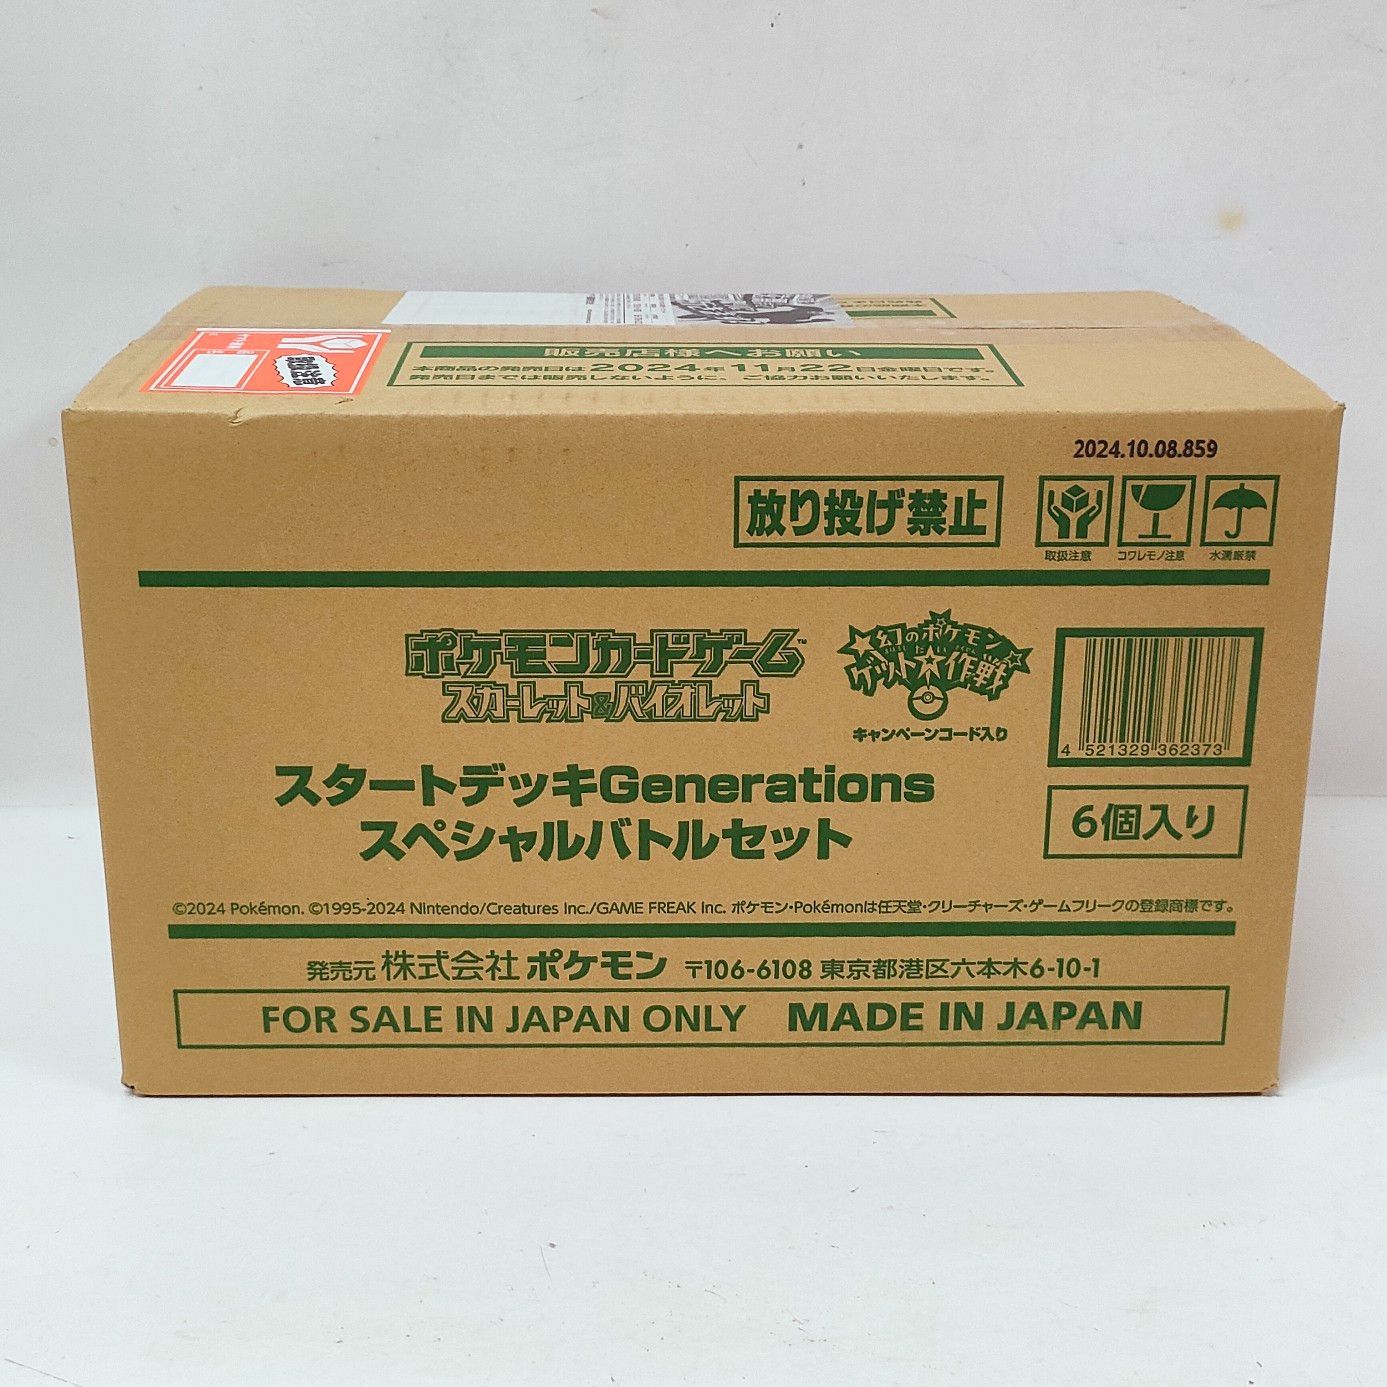 取扱注意
販売店様へお願い
本商品の発売日は2024年11月22日金曜日です。
発売日までは販売しないように、ご協力お願いいたします。
2024.10.08.859
放り投げ禁止
取扱注意
コワレモノ注意
水濡厳禁
ポケモンカードゲーム™
スカーレット&バイオレット
幻のポケモン
ゲット★作戦
キャンペーンコード入り
4 521329 362373
スタートデッキGenerations
スペシャルバトルセット
6個入り
©2024 Pokémon. ©1995-2024 Nintendo/Creatures Inc./GAME FREAK Inc. ポケモン・Pokémonは任天堂・クリーチャーズ・ゲームフリークの登録商標です。
発売元 株式会社 ポケモン 〒106-6108 東京都港区六本木6-10-1
FOR SALE IN JAPAN ONLY MADE IN JAPAN